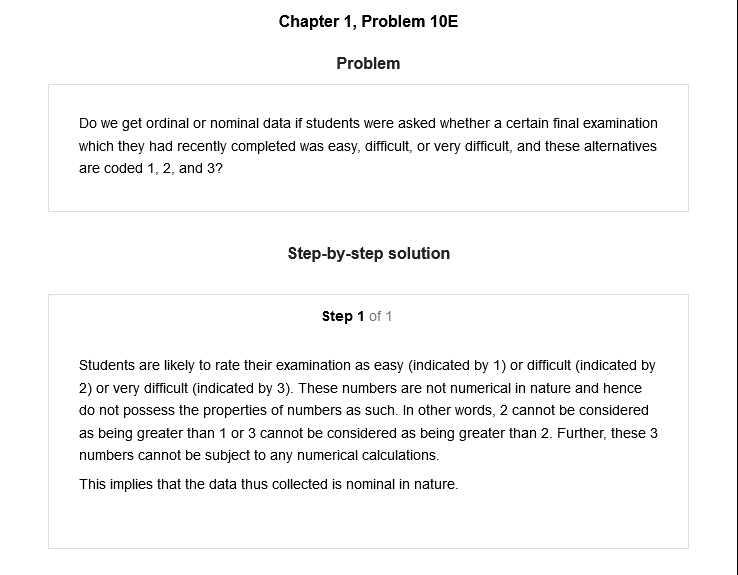 Chapter 1, Problem 10E
Problem
Do we get ordinal or nominal data if students were asked whether a certain final examination
which they had recently completed was easy, difficult, or very difficult, and these alternatives
are coded 1, 2, and 3?
Step-by-step solution
Step 1 of 1
Students are likely to rate their examination as easy (indicated by 1) or difficult (indicated by
2) or very difficult (indicated by 3). These numbers are not numerical in nature and hence
do not possess the properties of numbers as such. In other words, 2 cannot be considered
as being greater than 1 or 3 cannot be considered as being greater than 2. Further, these 3
numbers cannot be subject to any numerical calculations.
This implies that the data thus collected is nominal in nature.